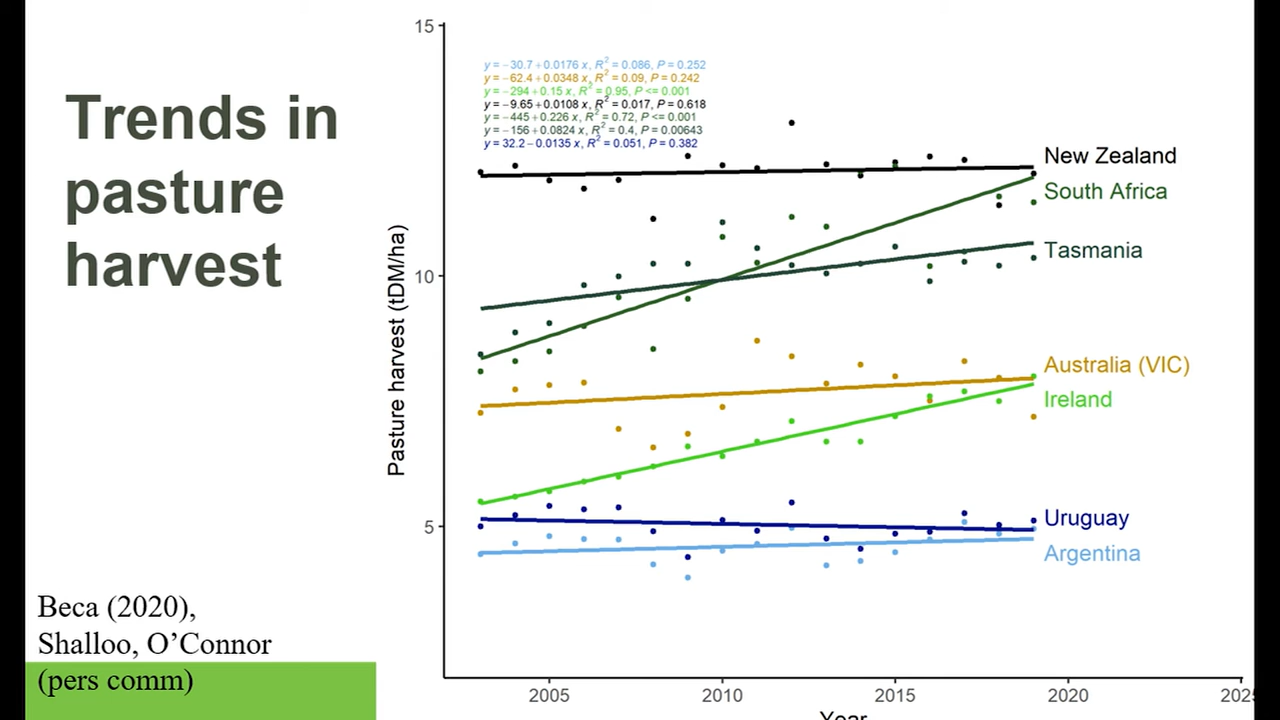 Trends in
pasture
harvest
Beca (2020),
Shalloo, O'Connor
(pers comm)
15
10
5
Pasture harvest (tDM/ha)
y = −30.7+0.0176 x, R² = 0.086, P = 0.252
y = −62.4+0.0348 x, R² = 0.09, P = 0.242
y = −294+0.15 x, R² = 0.95, P <= 0.001
y = −9.65+0.0108 x, R² = 0.017, P = 0.618
y = −445+0.226 x, R² = 0.72, P <= 0.001
y = −156+0.0824 x, R² = 0.4, P = 0.00643
y = 32.2−0.0135 x, R² = 0.051, P = 0.382
New Zealand
South Africa
Tasmania
Australia (VIC)
Ireland
Uruguay
Argentina
2005 2010 2015 2020 2025
Year